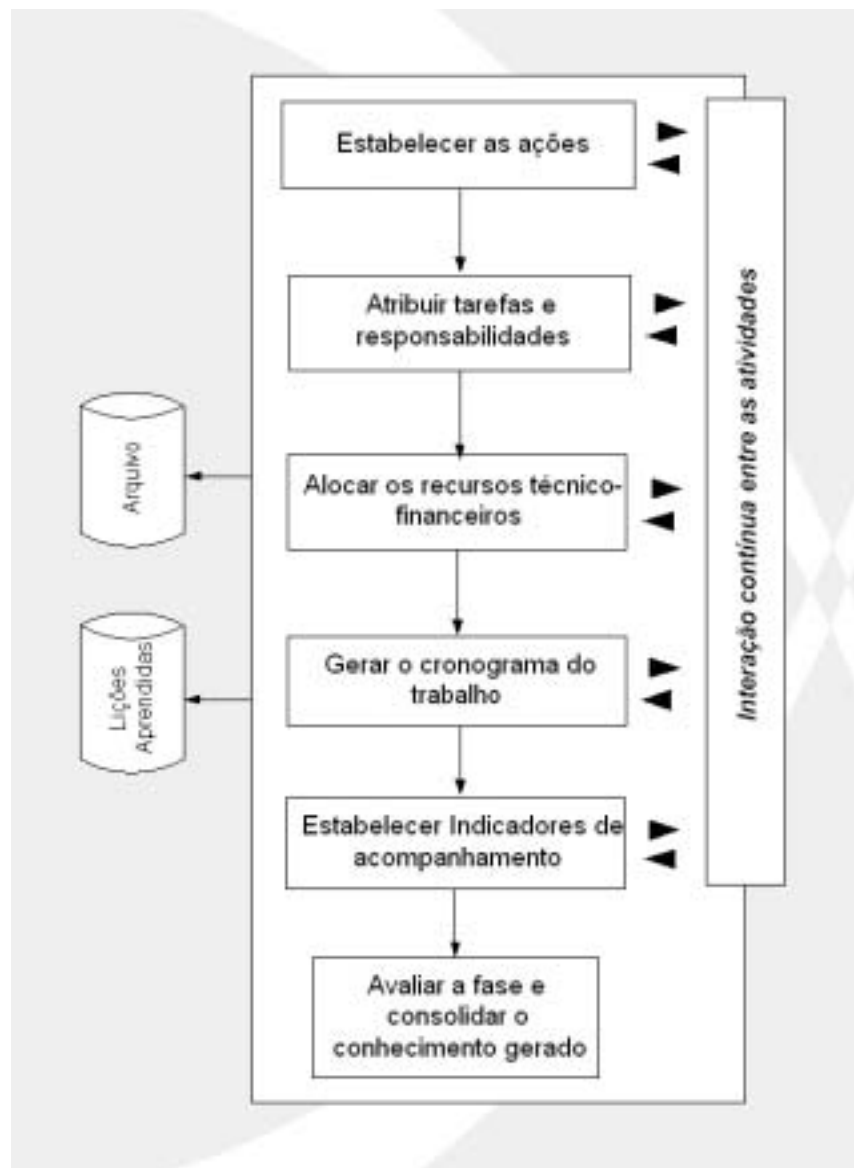 Estabelecer as ações
Atribuir tarefas e
responsabilidades
Alocar os recursos técnico-
financeiros
Gerar o cronograma do
trabalho
Estabelecer Indicadores de
acompanhamento
Avaliar a fase e
consolidar o
conhecimento gerado
Arquivo
Lições
Aprendidas
Interação contínua entre as atividades